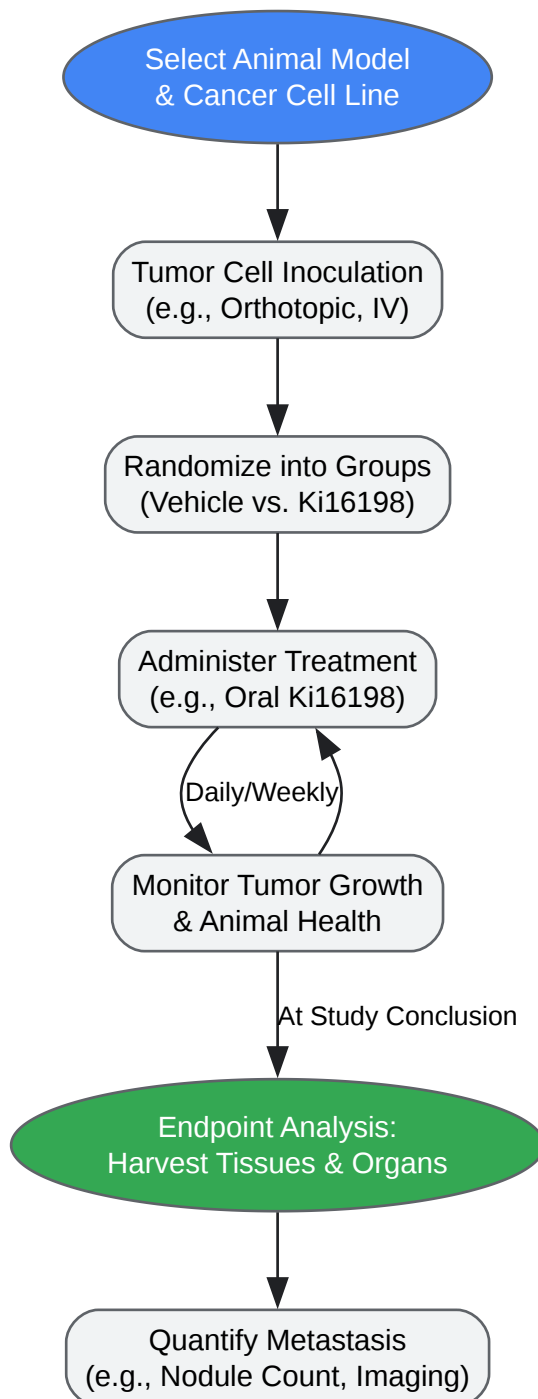 Select Animal Model
& Cancer Cell Line
Tumor Cell Inoculation
(e.g., Orthotopic, IV)
Randomize into Groups
(Vehicle vs. Ki16198)
Administer Treatment
(e.g., Oral Ki16198)
Daily/Weekly
Monitor Tumor Growth
& Animal Health
At Study Conclusion
Endpoint Analysis:
Harvest Tissues & Organs
Quantify Metastasis
(e.g., Nodule Count, Imaging)